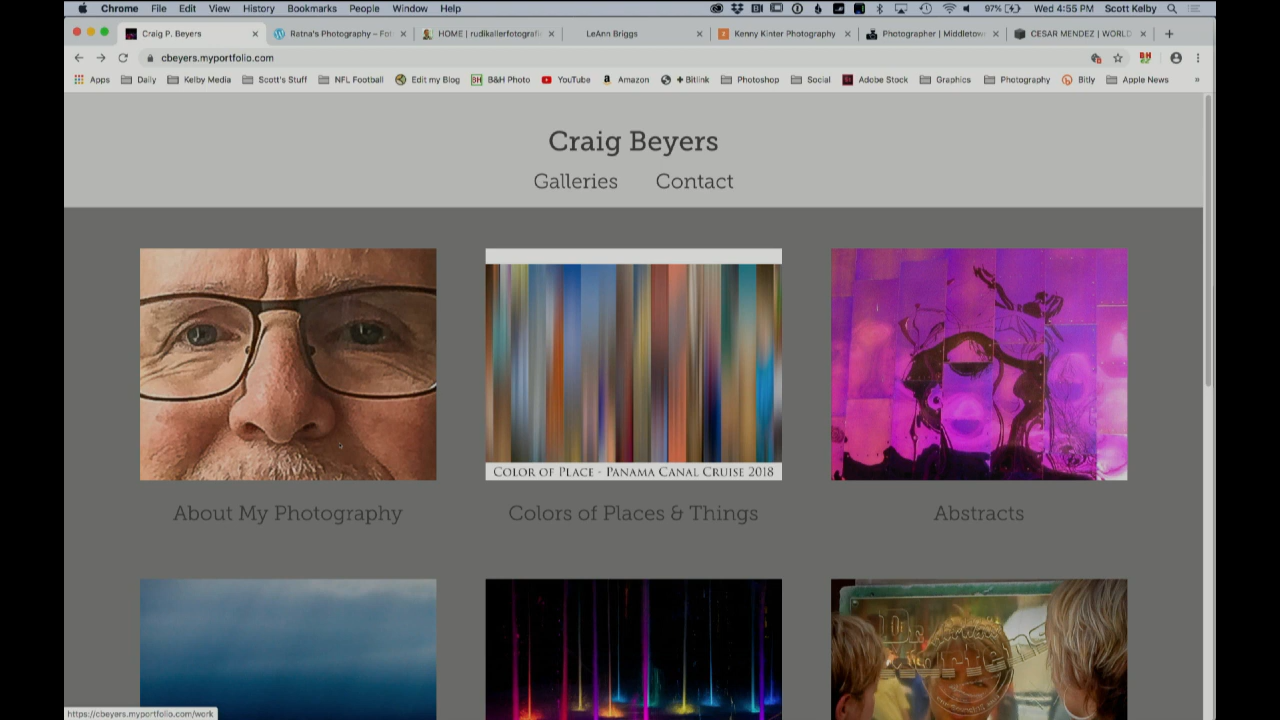 Chrome File Edit View History Bookmarks People Window Help 97% Wed 4:55 PM Scott Kelby
Craig P. Beyers Ratna's Photography – Fot HOME | rudikallerfotografi LeAnn Briggs Kenny Kinter Photography Photographer | Middletow CESAR MENDEZ | WORLD
cbeyers.myportfolio.com
Apps Daily Kelby Media Scott's Stuff NFL Football Edit my Blog B&H Photo YouTube Amazon + Bitlink Photoshop Social Adobe Stock Graphics Photography Bitly Apple News »
Craig Beyers
Galleries Contact
COLOR OF PLACE - PANAMA CANAL CRUISE 2018
About My Photography Colors of Places & Things Abstracts
https://cbeyers.myportfolio.com/work